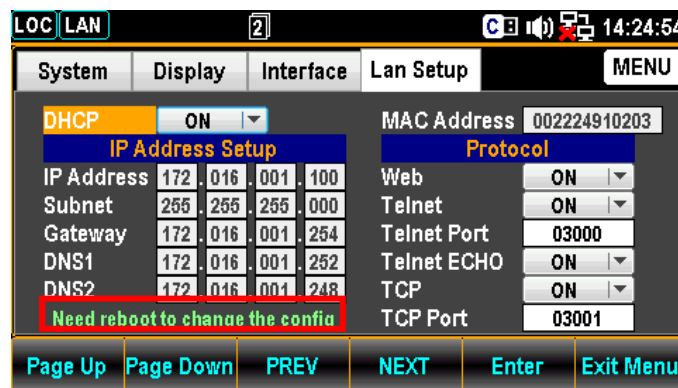 LOC LAN 2 C 14:24:54
System Display Interface Lan Setup MENU
DHCP ON
IP Address Setup
IP Address 172 . 016 . 001 . 100
Subnet 255 . 255 . 255 . 000
Gateway 172 . 016 . 001 . 254
DNS1 172 . 016 . 001 . 252
DNS2 172 . 016 . 001 . 248
Need reboot to change the config
MAC Address 002224910203
Protocol
Web ON
Telnet ON
Telnet Port 03000
Telnet ECHO ON
TCP ON
TCP Port 03001
Page Up Page Down PREV NEXT Enter Exit Menu